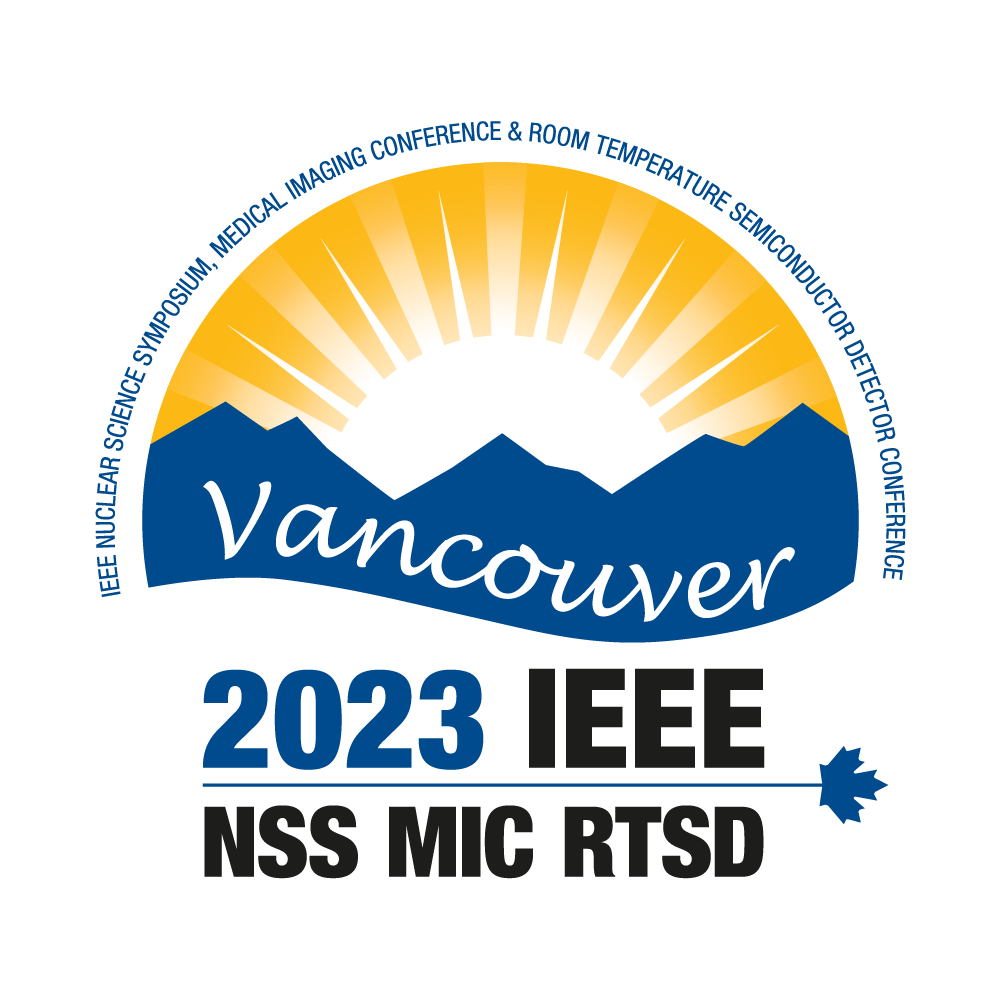 IEEE NUCLEAR SCIENCE SYMPOSIUM, MEDICAL IMAGING CONFERENCE & ROOM TEMPERATURE SEMICONDUCTOR DETECTOR CONFERENCE
Vancouver
2023 IEEE
NSS MIC RTSD